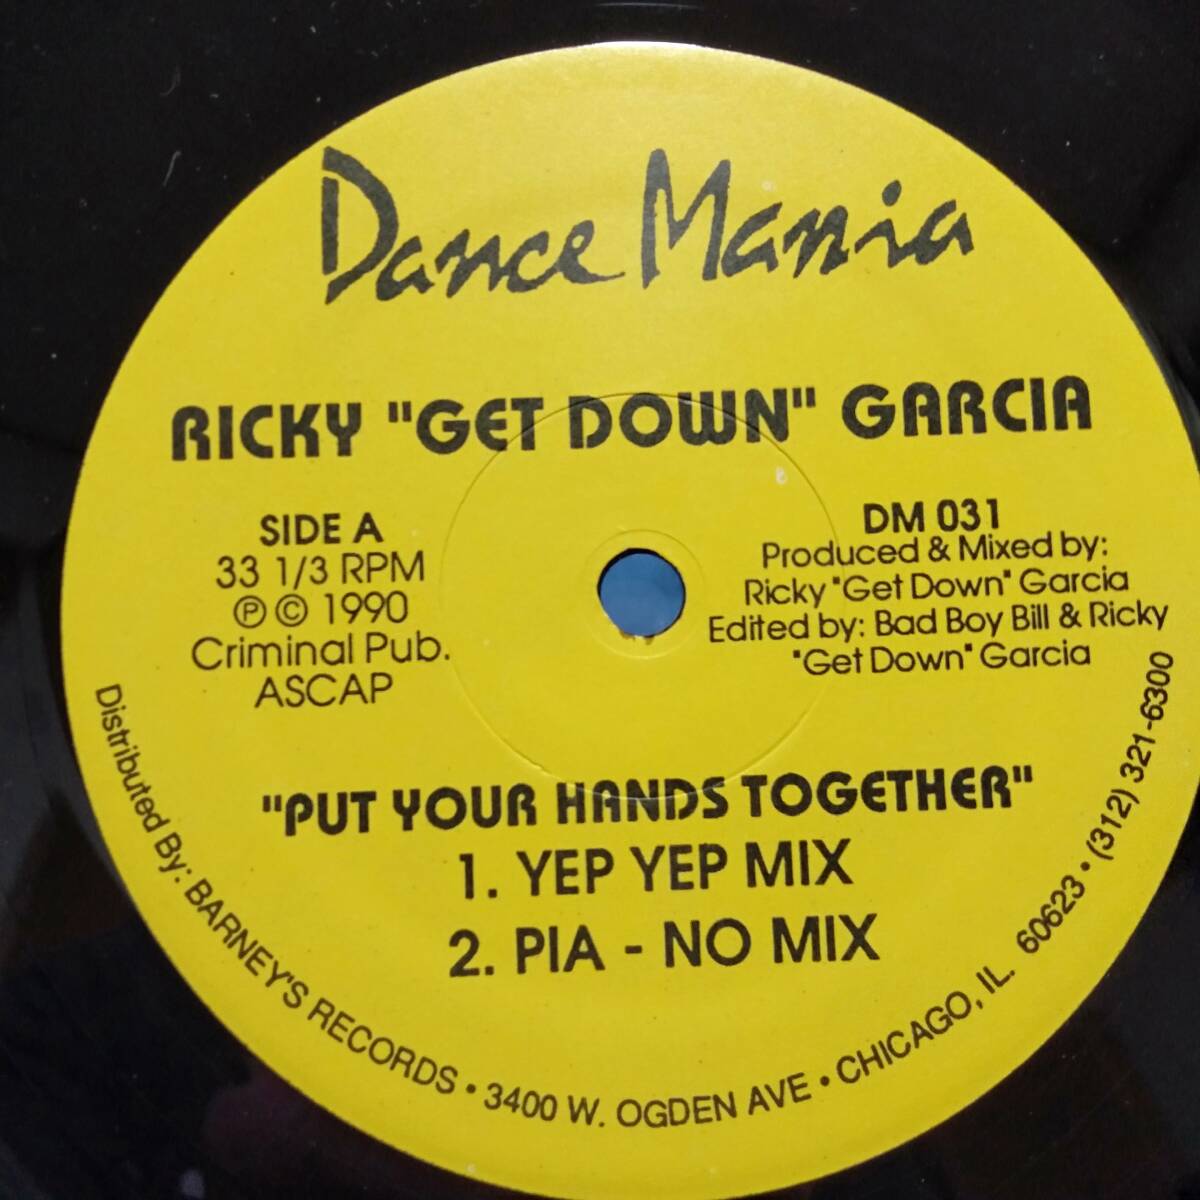 Dance Mania
RICKY "GET DOWN" GARCIA
SIDE A
33 1/3 RPM
Ⓟ © 1990
Criminal Pub.
ASCAP
DM 031
Produced & Mixed by:
Ricky "Get Down" Garcia
Edited by: Bad Boy Bill & Ricky
"Get Down" Garcia
"PUT YOUR HANDS TOGETHER"
1. YEP YEP MIX
2. PIA - NO MIX
Distributed By: BARNEY'S RECORDS • 3400 W. OGDEN AVE • CHICAGO, IL. 60623 • (312) 321-6300